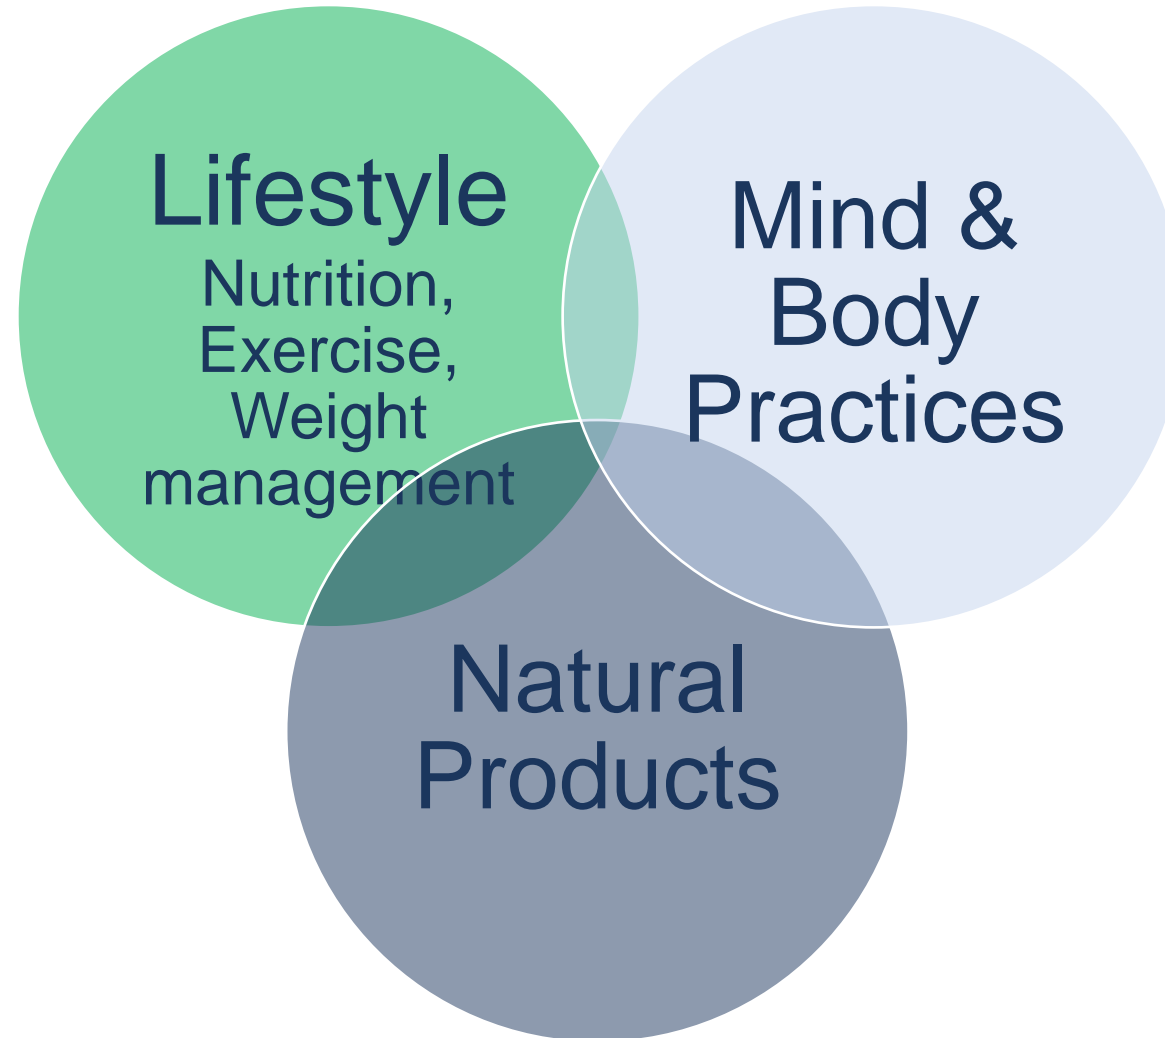 Lifestyle
Nutrition,
Exercise,
Weight
management
Mind &
Body
Practices
Natural
Products